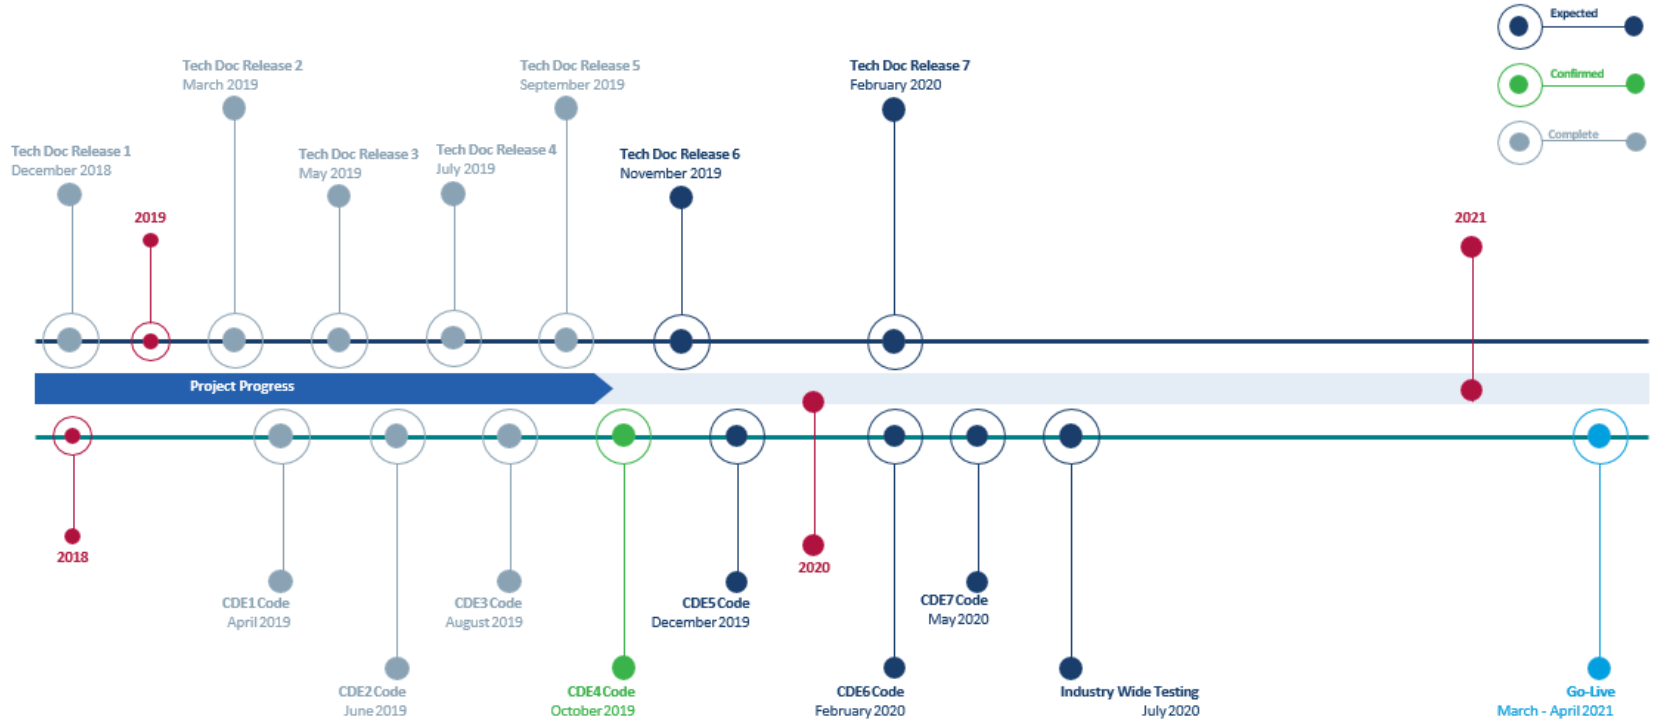 Expected
Confirmed
Complete
Tech Doc Release 2
March 2019
Tech Doc Release 5
September 2019
Tech Doc Release 7
February 2020
Tech Doc Release 1
December 2018
Tech Doc Release 3
May 2019
Tech Doc Release 4
July 2019
Tech Doc Release 6
November 2019
2019
2021
Project Progress
2018
2020
CDE1 Code
April 2019
CDE3 Code
August 2019
CDE5 Code
December 2019
CDE7 Code
May 2020
CDE2 Code
June 2019
CDE4 Code
October 2019
CDE6 Code
February 2020
Industry Wide Testing
July 2020
Go-Live
March - April 2021